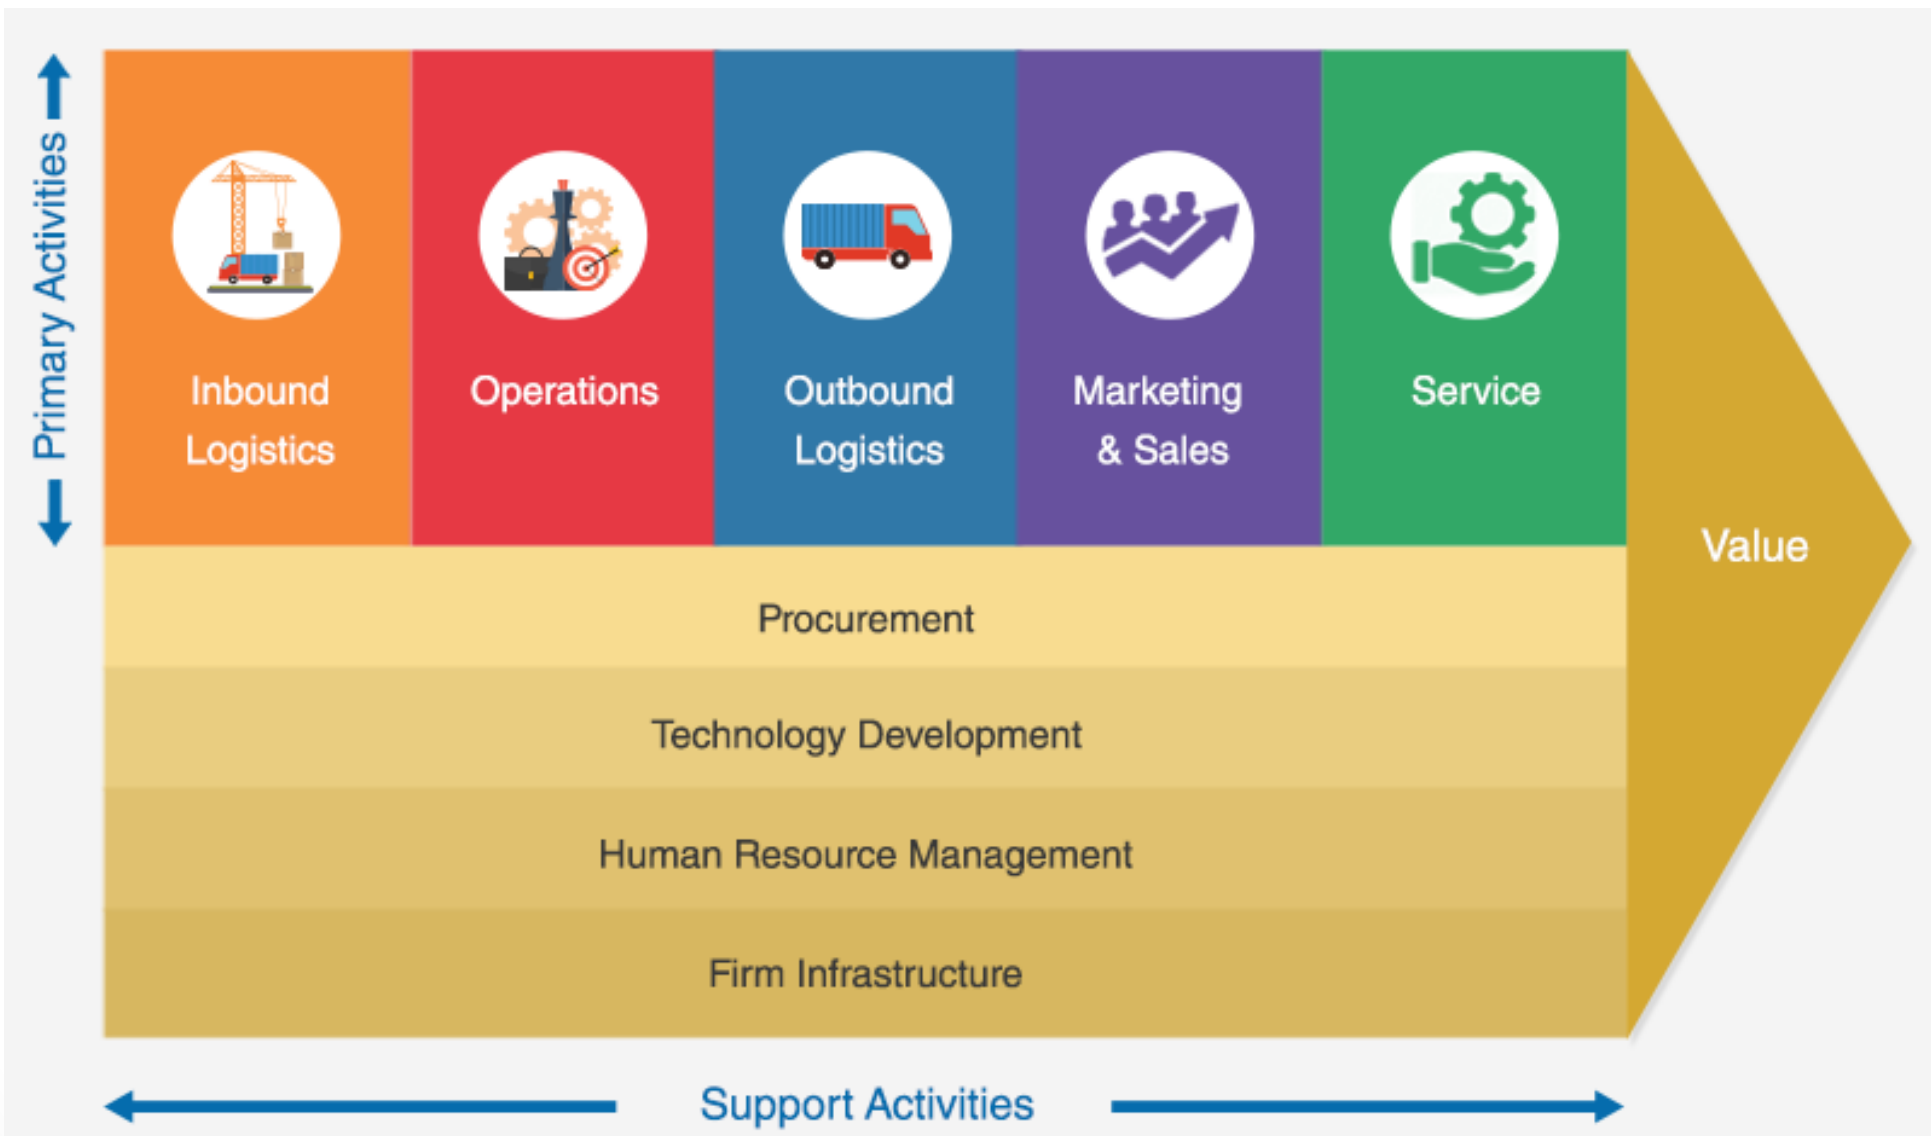 Primary Activities
Inbound
Logistics
Operations
Outbound
Logistics
Marketing
& Sales
Service
Value
Procurement
Technology Development
Human Resource Management
Firm Infrastructure
Support Activities